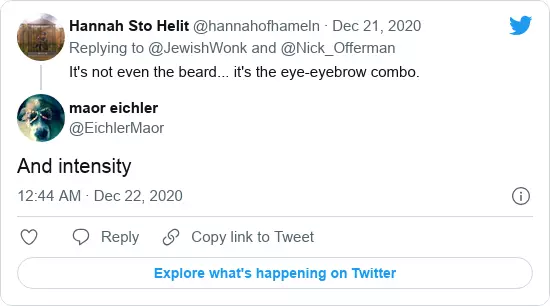 Hannah Sto Helit @hannahofhameln · Dec 21, 2020
Replying to @JewishWonk and @Nick_Offerman
It's not even the beard... it's the eye-eyebrow combo.
maor eichler
@EichlerMaor
And intensity
12:44 AM · Dec 22, 2020
Reply
Copy link to Tweet
Explore what's happening on Twitter